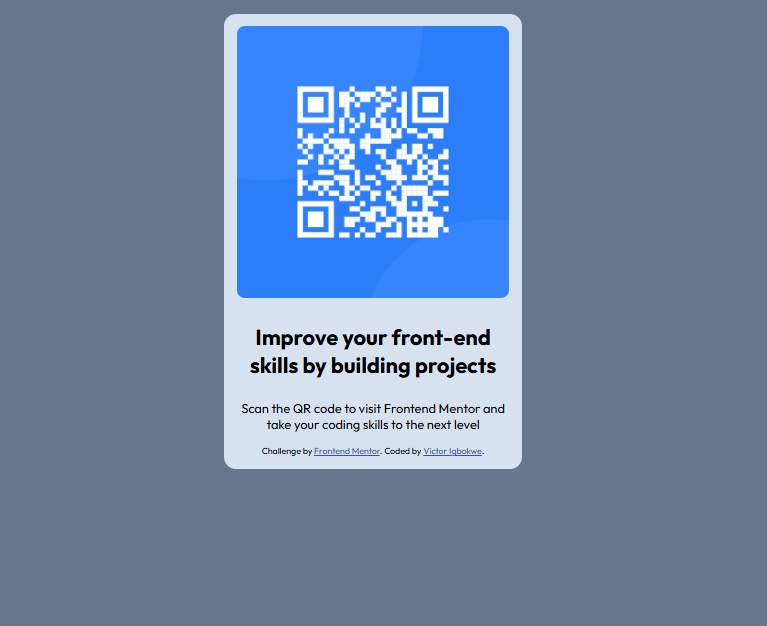 Improve your front-end
skills by building projects
Scan the QR code to visit Frontend Mentor and
take your coding skills to the next level
Challenge by Frontend Mentor. Coded by Victor Igbokwe.